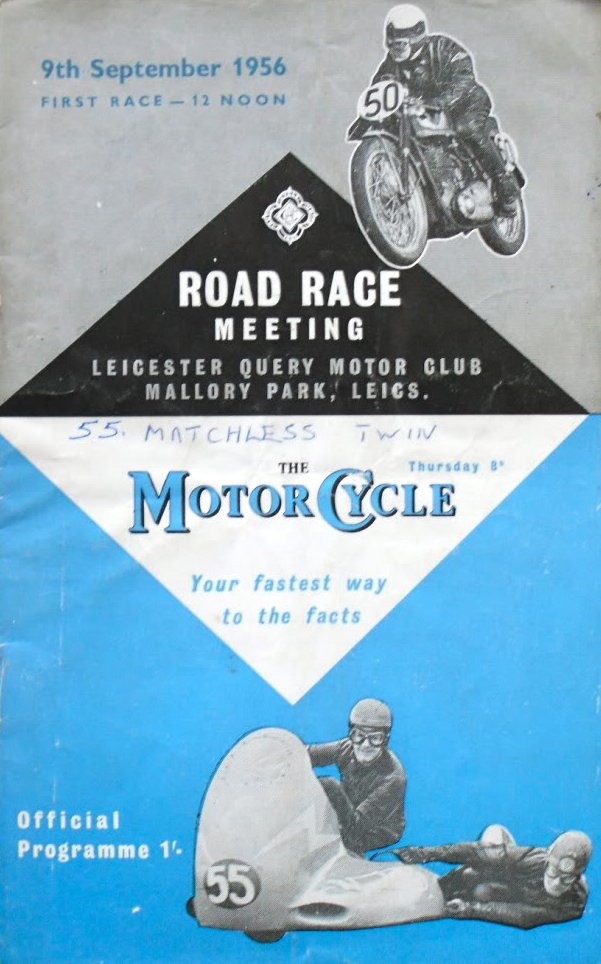 9th September 1956
FIRST RACE — 12 NOON
50
ROAD RACE
MEETING
LEICESTER QUERY MOTOR CLUB
MALLORY PARK, LEICS.
55. MATCHLESS TWIN
THE
Thursday 8ᴰ
MOTOR CYCLE
Your fastest way
to the facts
Official
Programme 1/-
55